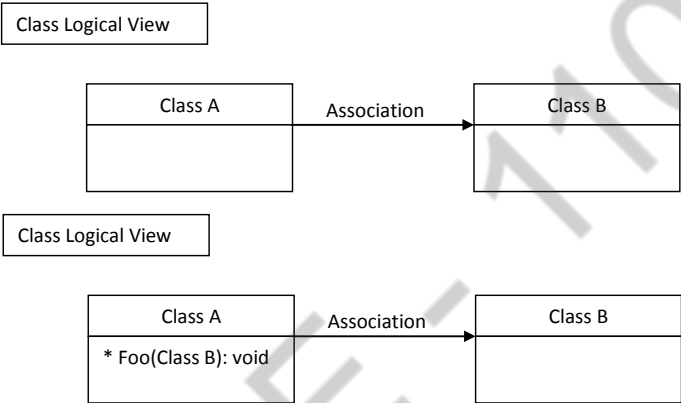 Class Logical View
Class A
Association
Class B
Class Logical View
Class A
Association
Class B
* Foo(Class B): void